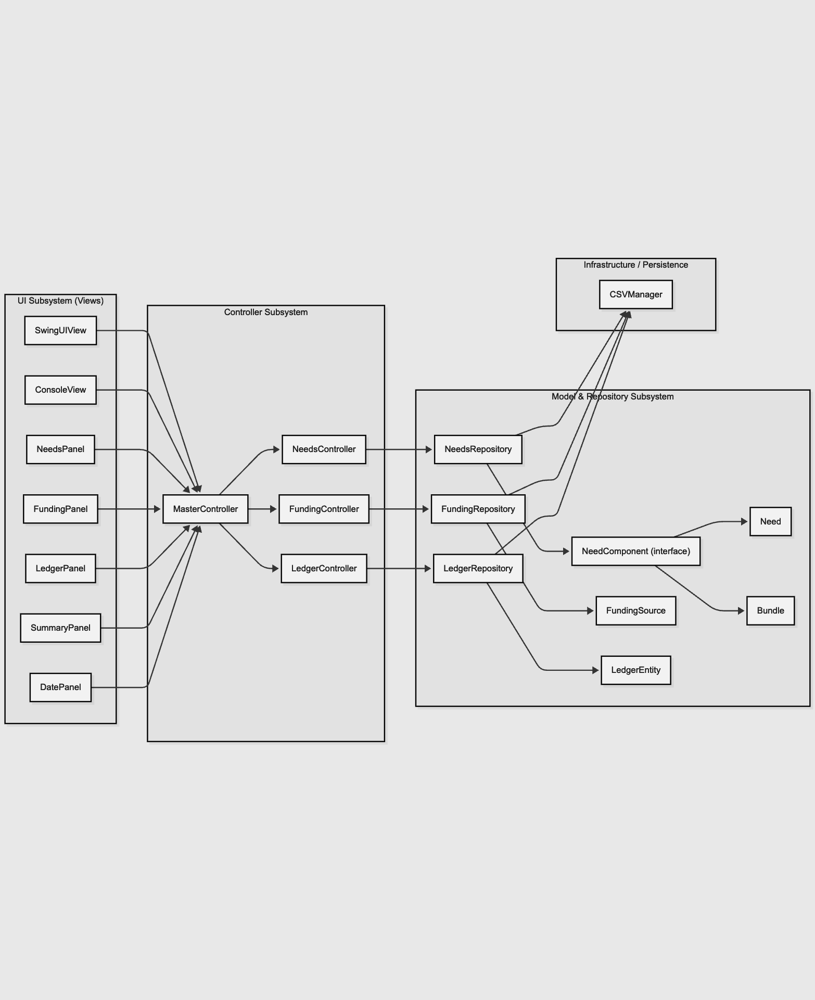 UI Subsystem (Views)
SwingUIView
ConsoleView
NeedsPanel
FundingPanel
LedgerPanel
SummaryPanel
DatePanel
Controller Subsystem
MasterController
NeedsController
FundingController
LedgerController
Infrastructure / Persistence
CSVManager
Model & Repository Subsystem
NeedsRepository
FundingRepository
LedgerRepository
NeedComponent (interface)
FundingSource
LedgerEntity
Need
Bundle